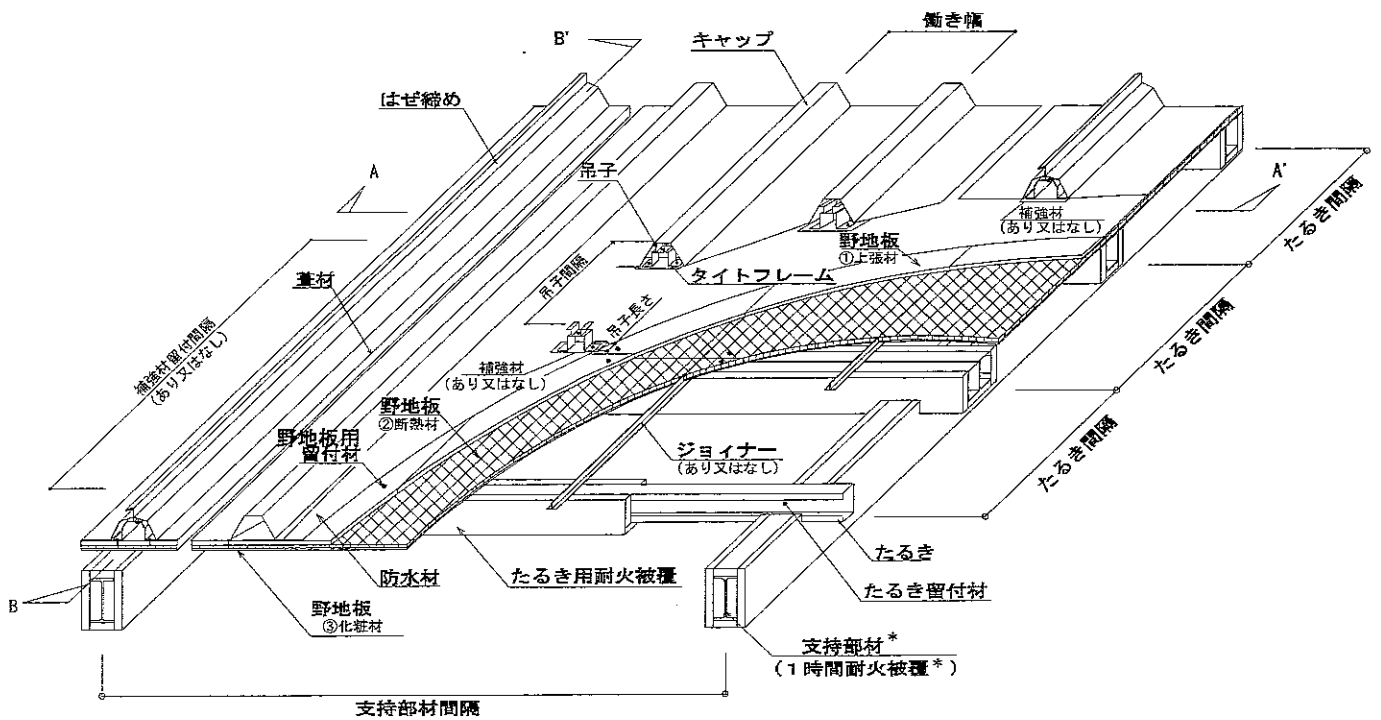 働き幅
B'
キャップ
はぜ締め
A
吊子
A'
補強材
(あり又はなし)
たるき間隔
野地板
①上張材
タイトフレーム
吊子間隔
吊子長さ
葺材
補強材留付間隔
(あり又はなし)
たるき間隔
補強材
(あり又はなし)
野地板
②断熱材
野地板用
留付材
ジョイナー
(あり又はなし)
たるき間隔
防水材
たるき用耐火被覆
たるき
たるき留付材
B
野地板
③化粧材
支持部材*
(1時間耐火被覆*)
支持部材間隔